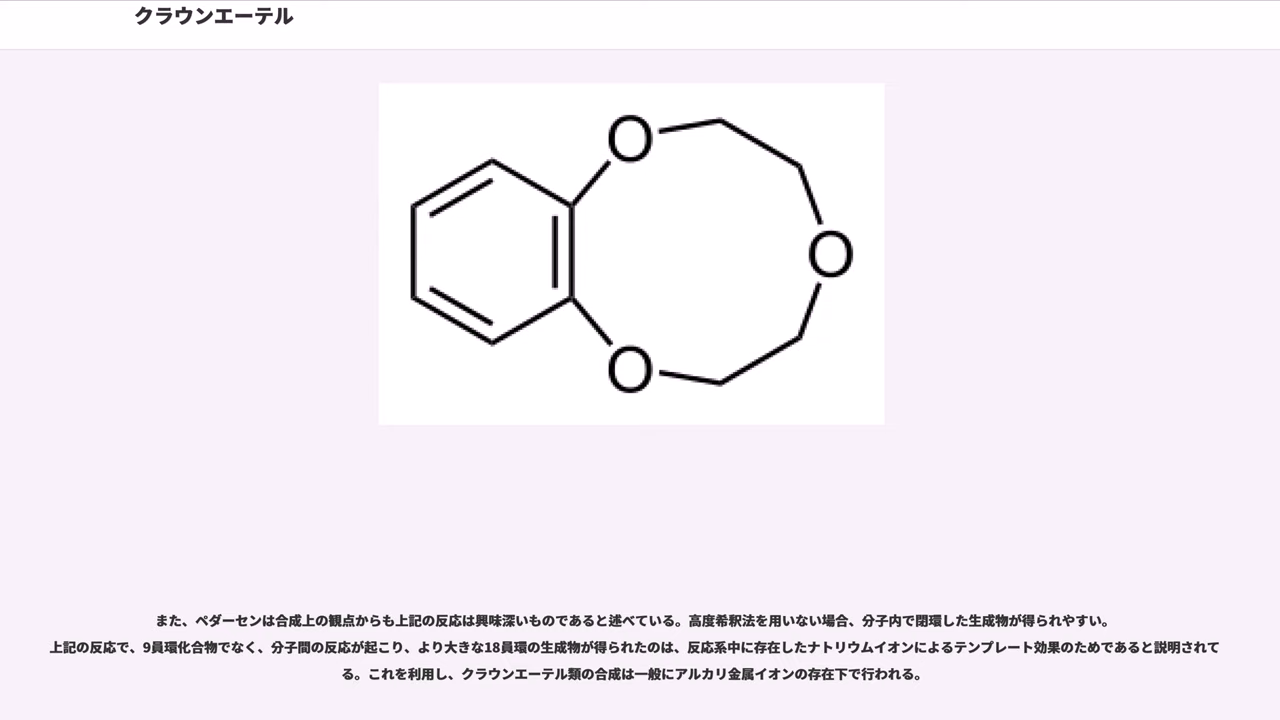 クラウンエーテル
O
O
O
また、ペダーセンは合成上の観点からも上記の反応は興味深いものであると述べている。高度希釈法を用いない場合、分子内で閉環した生成物が得られやすい。
上記の反応で、9員環化合物でなく、分子間の反応が起こり、より大きな18員環の生成物が得られたのは、反応系中に存在したナトリウムイオンによるテンプレート効果のためであると説明されて
る。これを利用し、クラウンエーテル類の合成は一般にアルカリ金属イオンの存在下で行われる。